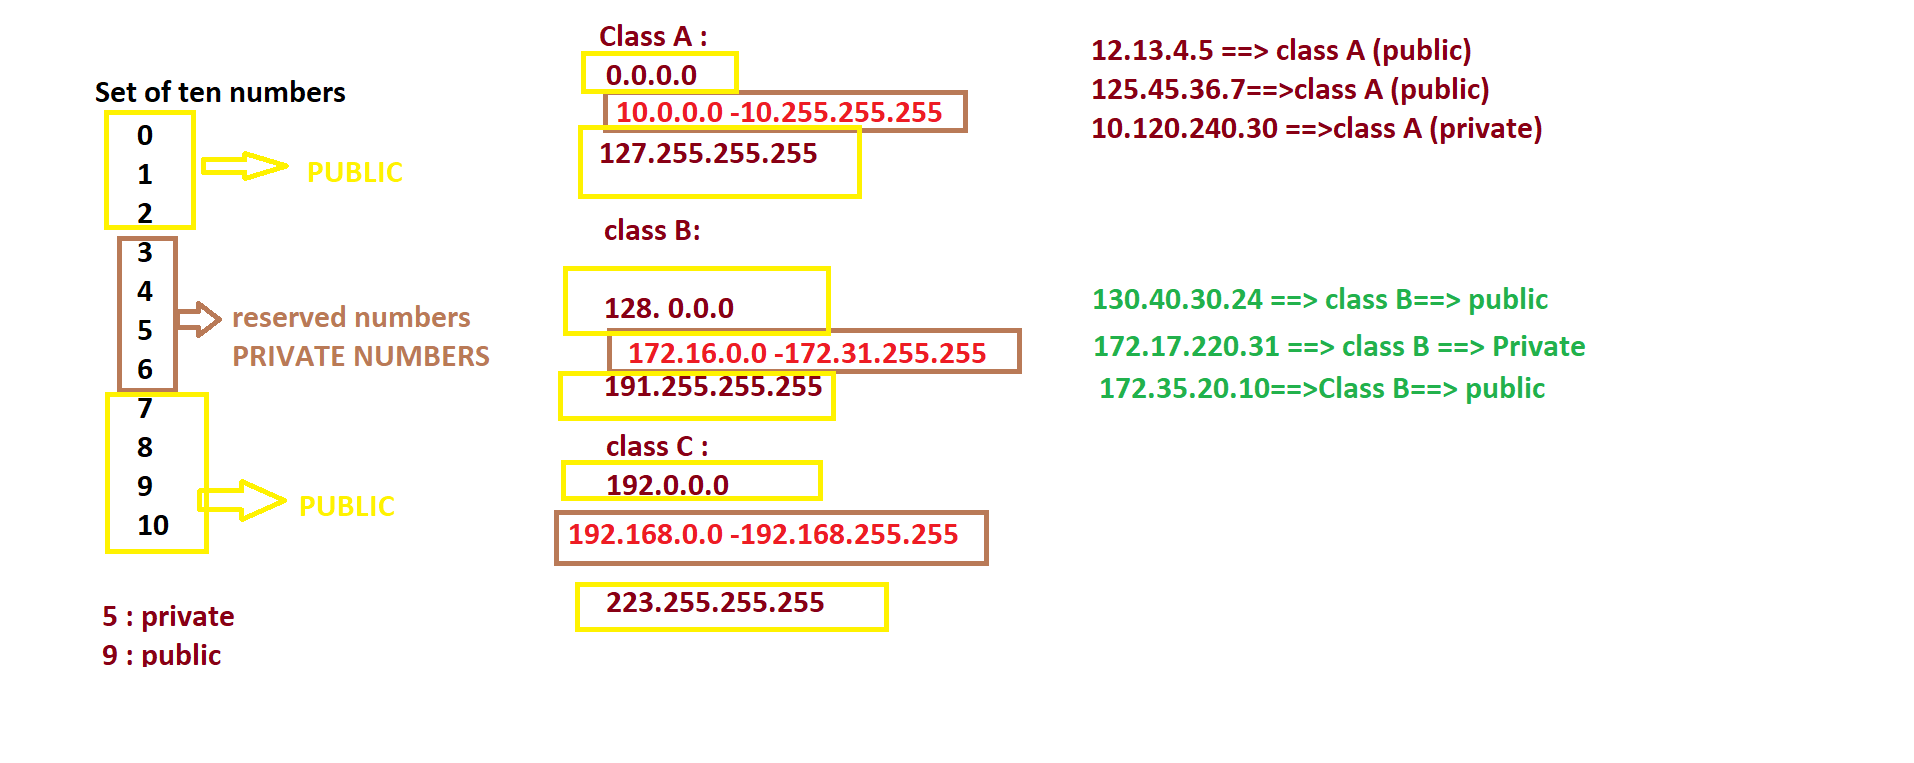 Set of ten numbers
0
1
2
PUBLIC
3
4
5
6
reserved numbers
PRIVATE NUMBERS
7
8
9
10
PUBLIC
5 : private
9 : public
Class A :
0.0.0.0
10.0.0.0 -10.255.255.255
127.255.255.255
class B:
128. 0.0.0
172.16.0.0 -172.31.255.255
191.255.255.255
class C :
192.0.0.0
192.168.0.0 -192.168.255.255
223.255.255.255
12.13.4.5 ==> class A (public)
125.45.36.7==>class A (public)
10.120.240.30 ==>class A (private)
130.40.30.24 ==> class B==> public
172.17.220.31 ==> class B ==> Private
172.35.20.10==>Class B==> public